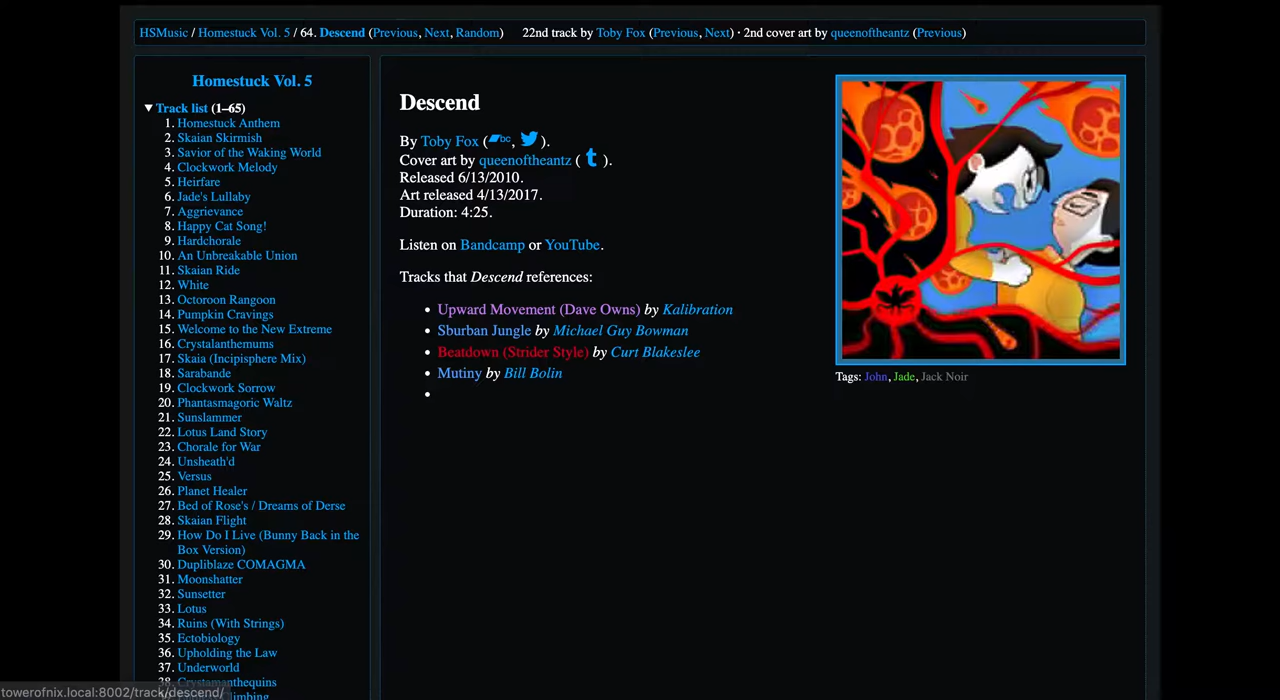 HSMusic / Homestuck Vol. 5 / 64. Descend (Previous, Next, Random) 22nd track by Toby Fox (Previous, Next) · 2nd cover art by queenoftheantz (Previous)
Homestuck Vol. 5
▼ Track list (1–65)
1. Homestuck Anthem
2. Skaian Skirmish
3. Savior of the Waking World
4. Clockwork Melody
5. Heirfare
6. Jade's Lullaby
7. Aggrievance
8. Happy Cat Song!
9. Hardchorale
10. An Unbreakable Union
11. Skaian Ride
12. White
13. Octoroon Rangoon
14. Pumpkin Cravings
15. Welcome to the New Extreme
16. Crystalanthemums
17. Skaia (Incipisphere Mix)
18. Sarabande
19. Clockwork Sorrow
20. Phantasmagoric Waltz
21. Sunslammer
22. Lotus Land Story
23. Chorale for War
24. Unsheath'd
25. Versus
26. Planet Healer
27. Bed of Rose's / Dreams of Derse
28. Skaian Flight
29. How Do I Live (Bunny Back in the
Box Version)
30. Dupliblaze COMAGMA
31. Moonshatter
32. Sunsetter
33. Lotus
34. Ruins (With Strings)
35. Ectobiology
36. Upholding the Law
37. Underworld
38. Crystamanthequins
towerofnix.local:8002/track/descend/
Descend
By Toby Fox (bc, ).
Cover art by queenoftheantz ( t ).
Released 6/13/2010.
Art released 4/13/2017.
Duration: 4:25.
Listen on Bandcamp or YouTube.
Tracks that Descend references:
• Upward Movement (Dave Owns) by Kalibration
• Sburban Jungle by Michael Guy Bowman
• Beatdown (Strider Style) by Curt Blakeslee
• Mutiny by Bill Bolin
•
Tags: John, Jade, Jack Noir